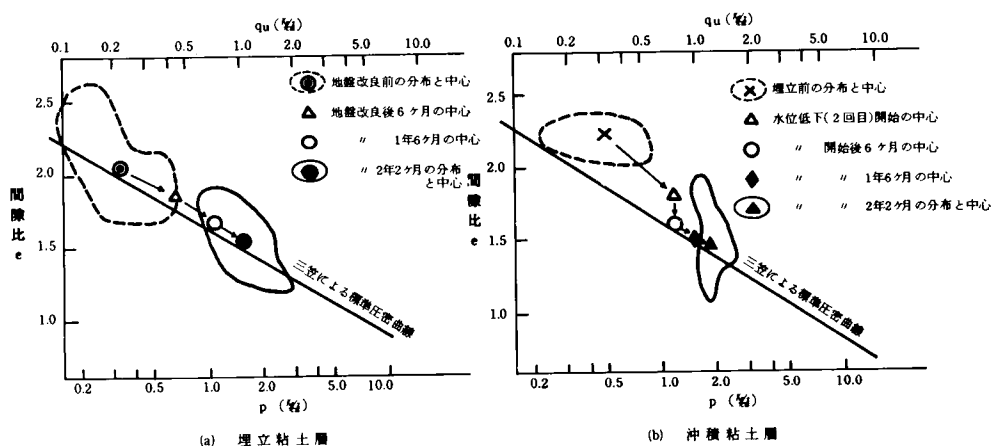 (a)
qu (㎏/㎠)
0.1 0.5 1.0 2.0 5.0 10.0
地盤改良前の分布と中心
地盤改良後6ヶ月の中心
〃 1年6ヶ月の中心
〃 2年2ヶ月の分布
と中心
2.5
2.0
1.5
1.0
間隙比e
三笠による標準圧密曲線
0.2 0.5 1.0 2.0 5.0 10.0
p (㎏/㎠)
(a) 埋立粘土層
(b)
qu (㎏/㎠)
0.1 0.2 0.5 1.0 2.0 5.0 10.0
埋立前の分布と中心
水位低下(2回目)開始の中心
〃 開始後6ヶ月の中心
〃 〃 1年6ヶ月の中心
〃 〃 2年2ヶ月の分布と中心
2.5
2.0
1.5
1.0
間隙比e
三笠による標準圧密曲線
0.2 0.5 1.0 2.0 5.0 10.0
p (㎏/㎠)
(b) 沖積粘土層